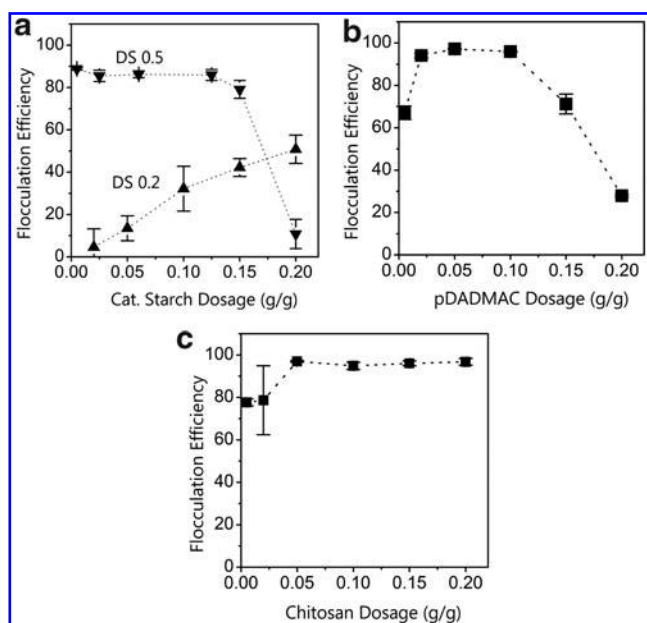 a
100
80
60
40
20
0
DS 0.5
DS 0.2
Flocculation Efficiency
0.00 0.05 0.10 0.15 0.20
Cat. Starch Dosage (g/g)
b
100
80
60
40
20
0
Flocculation Efficiency
0.00 0.05 0.10 0.15 0.20
pDADMAC Dosage (g/g)
c
100
80
60
40
20
0
Flocculation Efficiency
0.00 0.05 0.10 0.15 0.20
Chitosan Dosage (g/g)